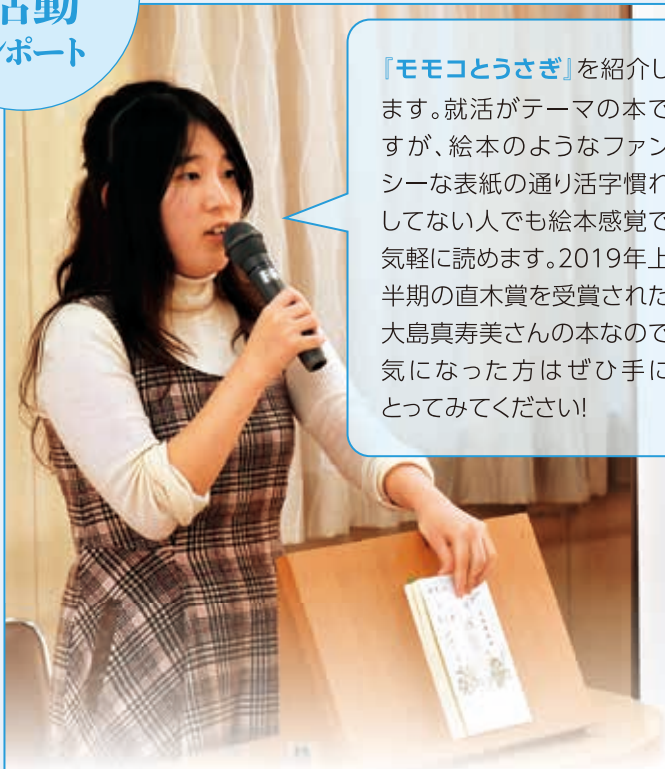 活動
ポート
『モモコとうさぎ』を紹介し
ます。就活がテーマの本で
すが、絵本のようなファン
シーな表紙の通り活字慣れ
してない人でも絵本感覚で
気軽に読めます。2019年上
半期の直木賞を受賞された
大島真寿美さんの本なので
気になった方はぜひ手に
とってみてください!